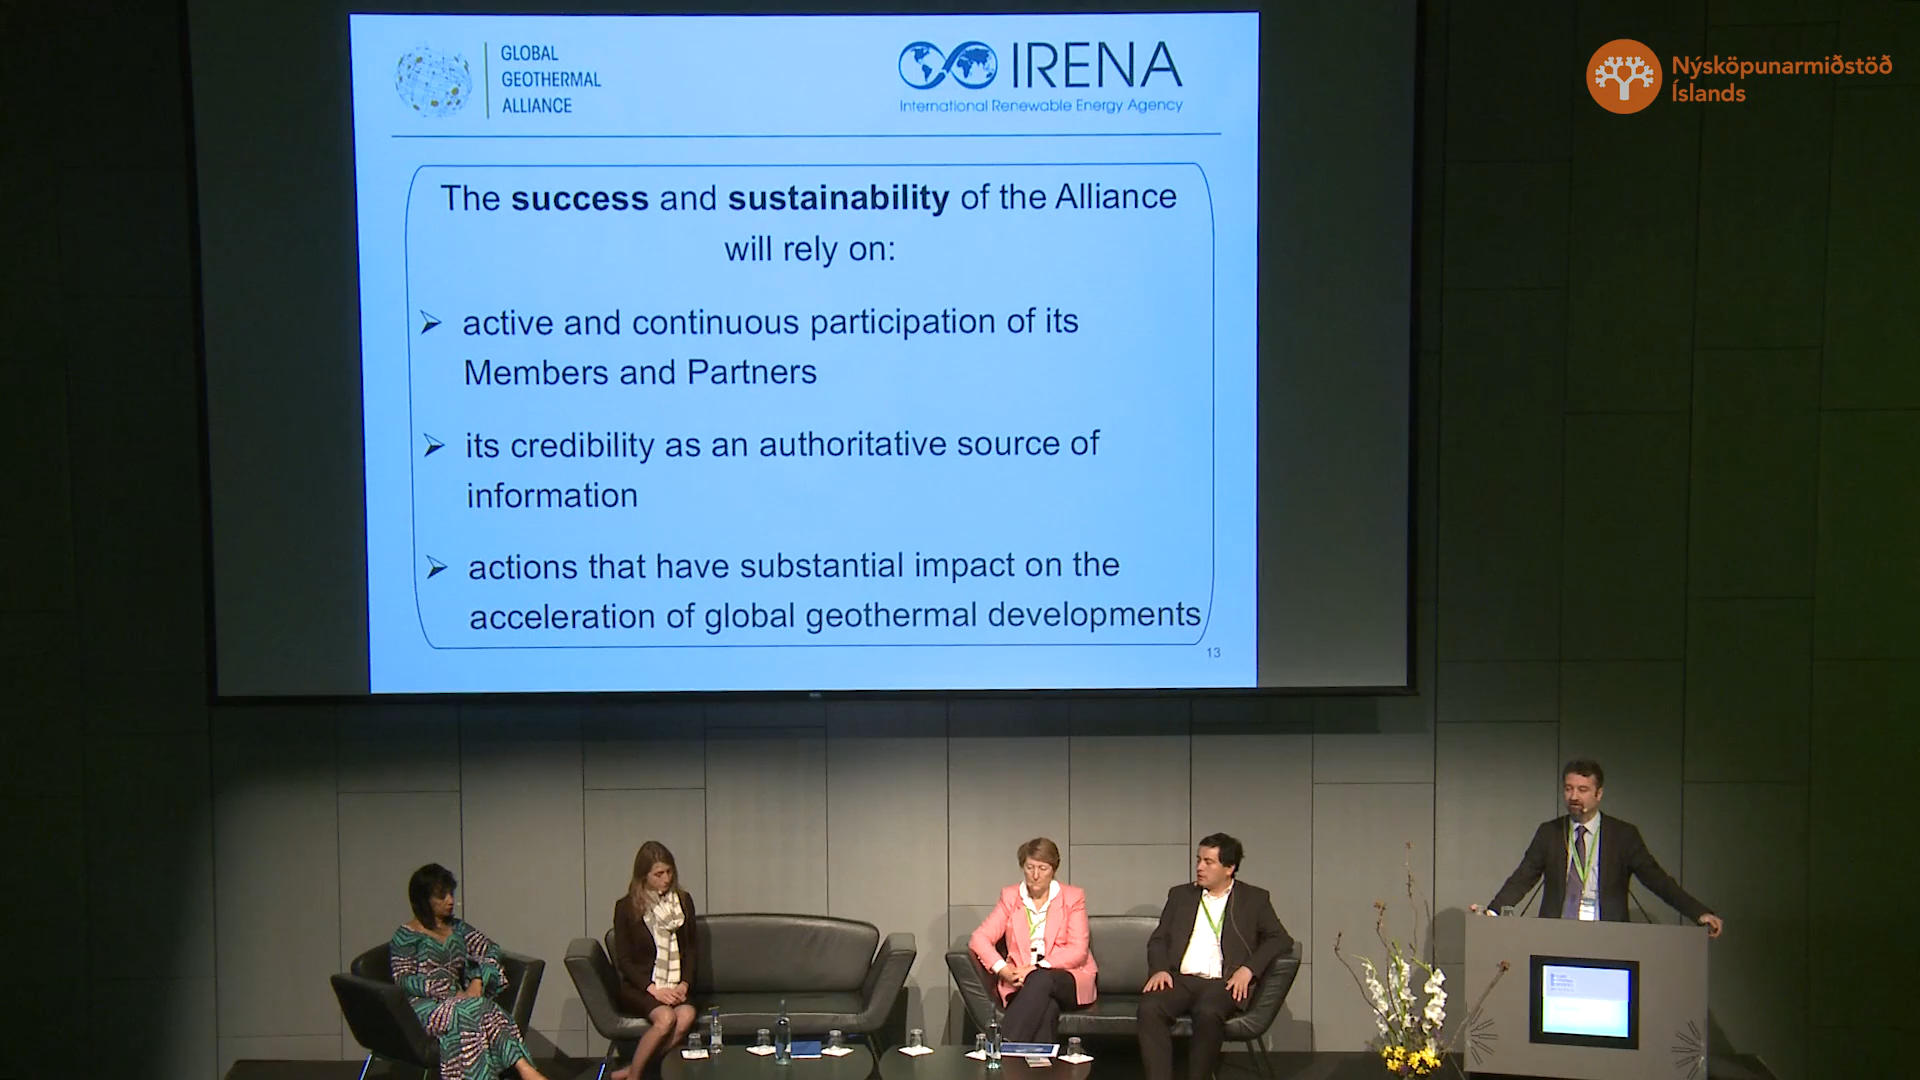 GLOBAL
GEOTHERMAL
ALLIANCE
IRENA
International Renewable Energy Agency
Nýsköpunarmiðstöð
Íslands
The success and sustainability of the Alliance
will rely on:
active and continuous participation of its
Members and Partners
its credibility as an authoritative source of
information
actions that have substantial impact on the
acceleration of global geothermal developments
13